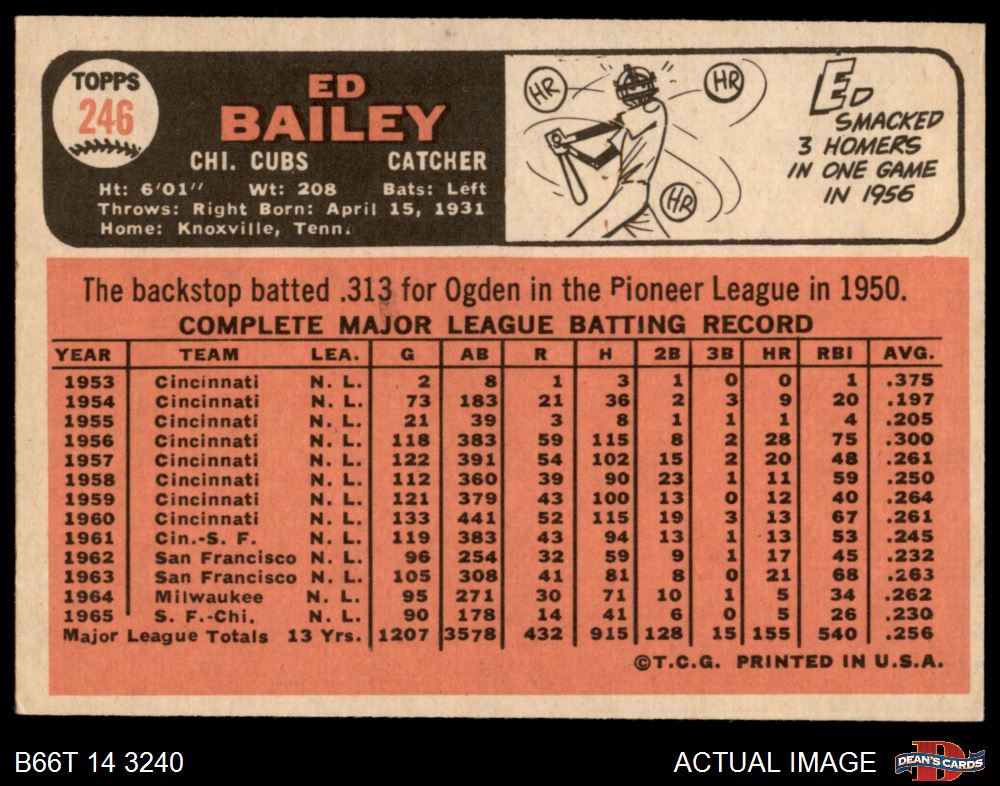 TOPPS
246
ED
BAILEY
CHI. CUBS CATCHER
Ht: 6'01" Wt: 208 Bats: Left
Throws: Right Born: April 15, 1931
Home: Knoxville, Tenn.
HR
HR
HR
ED
SMACKED
3 HOMERS
IN ONE GAME
IN 1956
The backstop batted .313 for Ogden in the Pioneer League in 1950.
COMPLETE MAJOR LEAGUE BATTING RECORD
YEAR TEAM LEA. G AB R H 2B 3B HR RBI AVG.
1953 Cincinnati N. L. 2 8 1 3 1 0 0 1 .375
1954 Cincinnati N. L. 73 183 21 36 2 3 9 20 .197
1955 Cincinnati N. L. 21 39 3 8 1 1 1 4 .205
1956 Cincinnati N. L. 118 383 59 115 8 2 28 75 .300
1957 Cincinnati N. L. 122 391 54 102 15 2 20 48 .261
1958 Cincinnati N. L. 112 360 39 90 23 1 11 59 .250
1959 Cincinnati N. L. 121 379 43 100 13 0 12 40 .264
1960 Cincinnati N. L. 133 441 52 115 19 3 13 67 .261
1961 Cin.-S. F. N. L. 119 383 43 94 13 1 13 53 .245
1962 San Francisco N. L. 96 254 32 59 9 1 17 45 .232
1963 San Francisco N. L. 105 308 41 81 8 0 21 68 .263
1964 Milwaukee N. L. 95 271 30 71 10 1 5 34 .262
1965 S. F.-Chi. N. L. 90 178 14 41 6 0 5 26 .230
Major League Totals 13 Yrs. 1207 3578 432 915 128 15 155 540 .256
©T.C.G. PRINTED IN U.S.A.
B66T 14 3240
ACTUAL IMAGE
DEAN'S CARDS